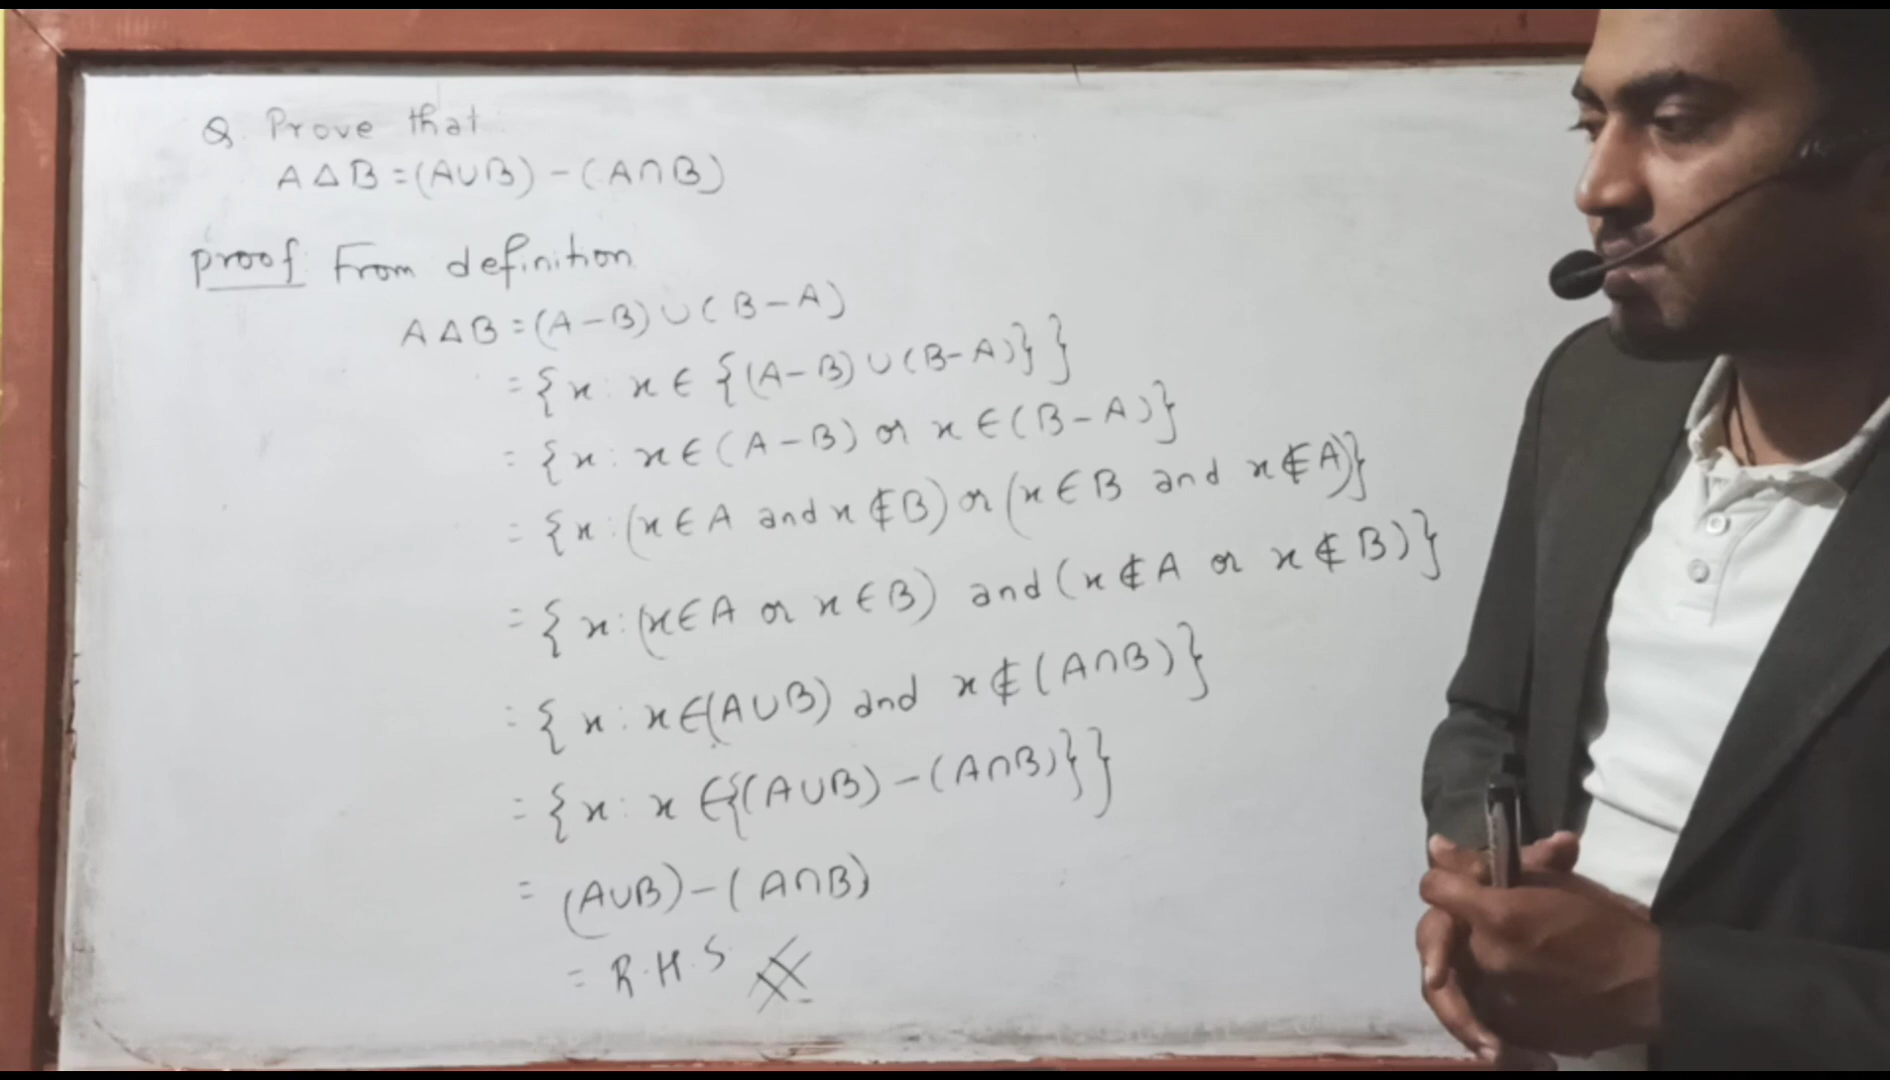 Q. Prove that
A Δ B = (A∪B) - (A∩B)
proof: From definition
A Δ B = (A - B) ∪ (B - A)
= {x : x ∈ {(A - B) ∪ (B - A)}}
= {x : x ∈ (A - B) or x ∈ (B - A)}
= {x : (x ∈ A and x ∉ B) or (x ∈ B and x ∉ A)}
= {x : (x ∈ A or x ∈ B) and (x ∉ A or x ∉ B)}
= {x : x ∈ (A∪B) and x ∉ (A∩B)}
= {x : x ∈ {(A∪B) - (A∩B)}}
= (A∪B) - (A∩B)
= R.H.S #